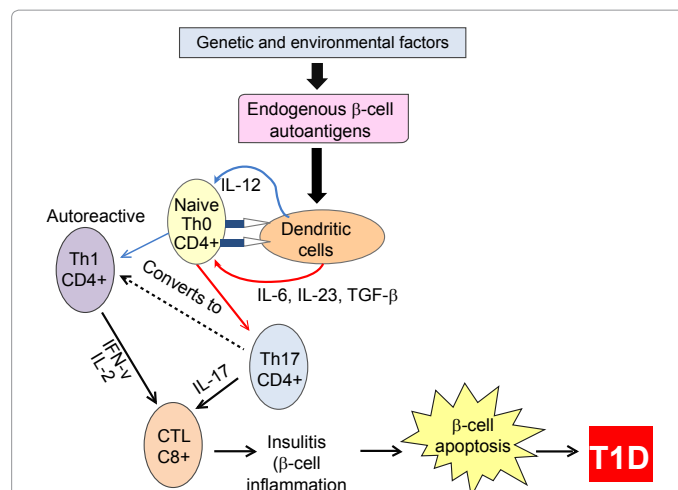 Genetic and environmental factors
Endogenous β-cell
autoantigens
IL-12
Naive
Th0
CD4+
Dendritic
cells
Autoreactive
Th1
CD4+
Converts to
IL-6, IL-23, TGF-β
Th17
CD4+
IFN-v
IL-2
IL-17
CTL
C8+
Insulitis
(β-cell
inflammation
β-cell
apoptosis
T1D